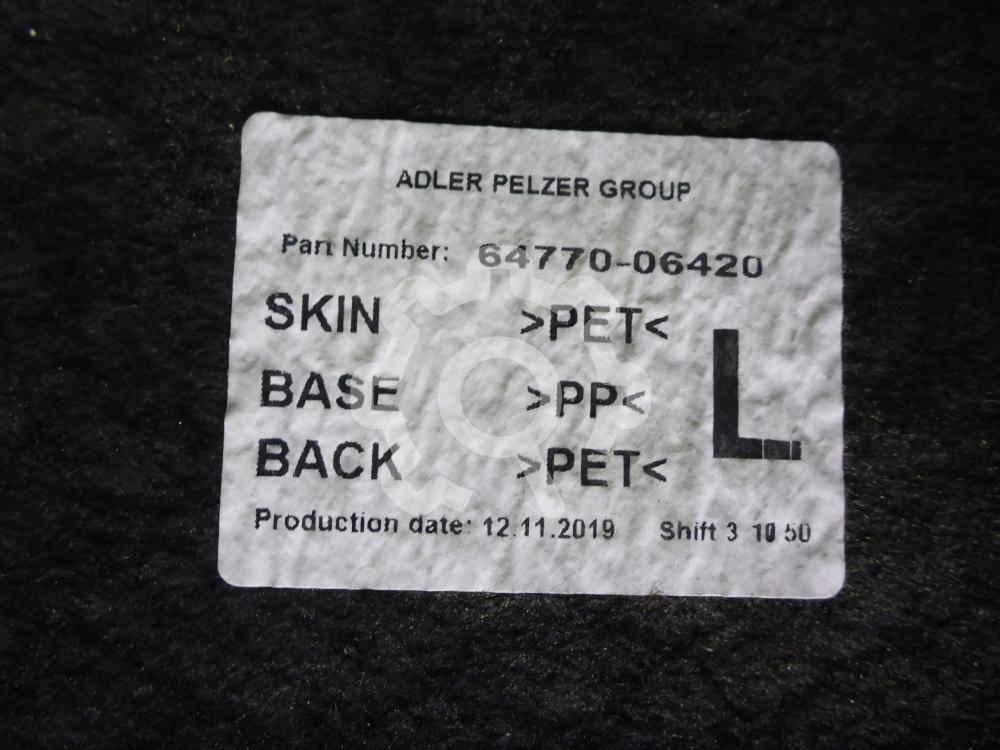 ADLER PELZER GROUP
Part Number: 64770-06420
SKIN >PET<
BASE >PP<
BACK >PET<
L
Production date: 12.11.2019 Shift 3 10 50